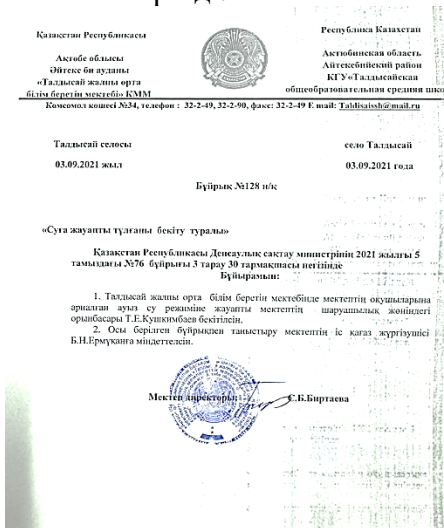 Қазақстан Республикасы
Ақтөбе облысы
Әйтеке би ауданы
«Талдысай жалпы орта
білім беретін мектебі» КММ
Республика Казахстан
Актюбинская область
Айтекебийский район
КГУ«Талдысайская
общеобразовательная средняя шко
Комсомол көшесі №34, телефон : 32-2-49, 32-2-90, факс: 32-2-49 E mail: Taldisaissh@mail.ru
Талдысай селосы
село Талдысай
03.09.2021 жыл
03.09.2021 года
Бұйрық №128 н/қ
«Суға жауапты тұлғаны бекіту туралы»
Қазақстан Республикасы Денсаулық сақтау министрінің 2021 жылғы 5
тамыздағы №76 бұйрығы 3 тарау 30 тармақшасы негізінде
Бұйырамын:
1. Талдысай жалпы орта білім беретін мектебінде мектептің оқушыларына
арналған ауыз су режиміне жауапты мектептің шаруашылық жөніндегі
орынбасары Т.Е.Кушкимбаев бекітілсін.
2. Осы берілген бұйрықпен таныстыру мектептің іс қағаз жүргізушісі
Б.Н.Ермұқанға міндеттелсін.
Мектеп директоры:
С.Б.Биртаева